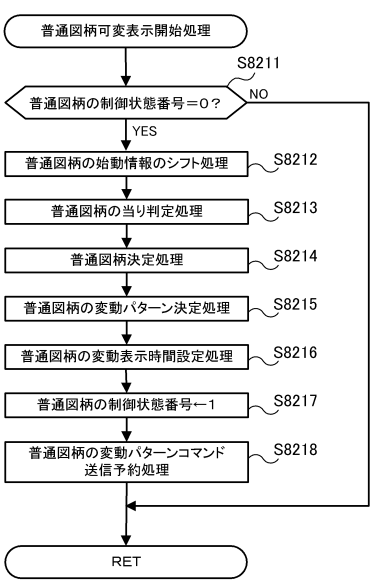 普通図柄可変表示開始処理
S8211
普通図柄の制御状態番号＝0？
NO
YES
普通図柄の始動情報のシフト処理
S8212
普通図柄の当り判定処理
S8213
普通図柄決定処理
S8214
普通図柄の変動パターン決定処理
S8215
普通図柄の変動表示時間設定処理
S8216
普通図柄の制御状態番号←1
S8217
普通図柄の変動パターンコマンド
送信予約処理
S8218
RET